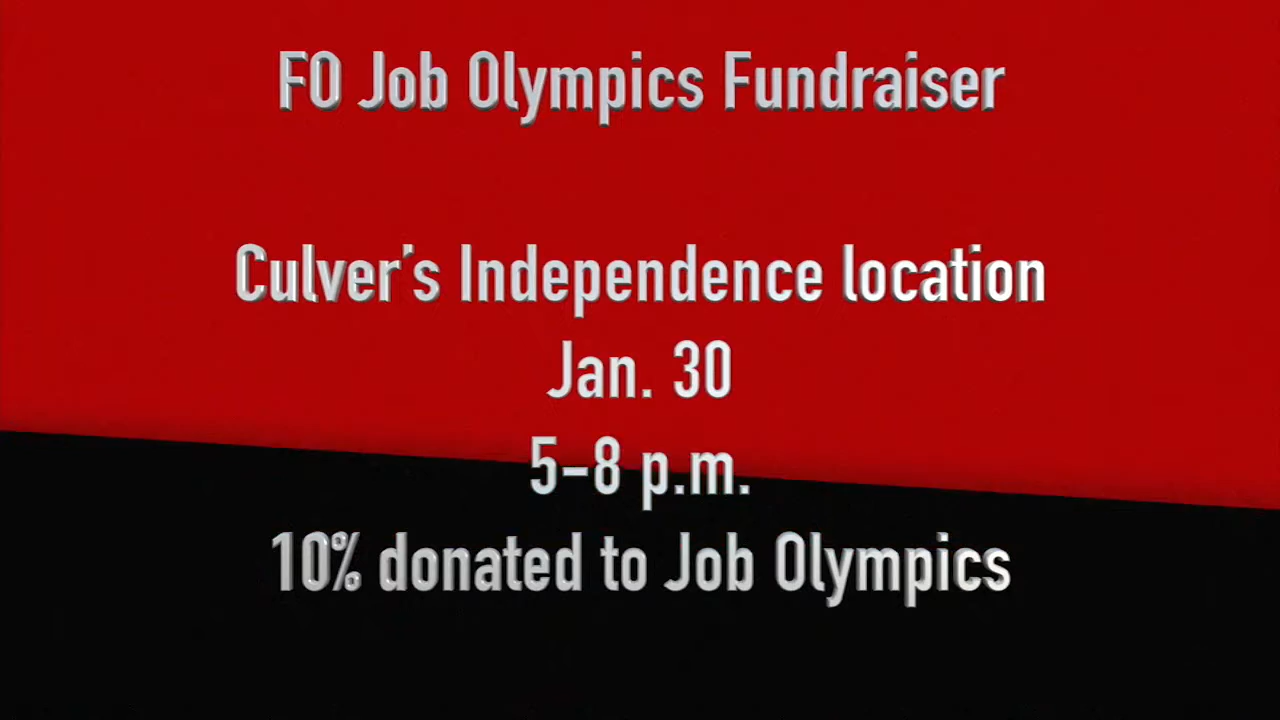 FO Job Olympics Fundraiser
Culver's Independence location
Jan. 30
5-8 p.m.
10% donated to Job Olympics